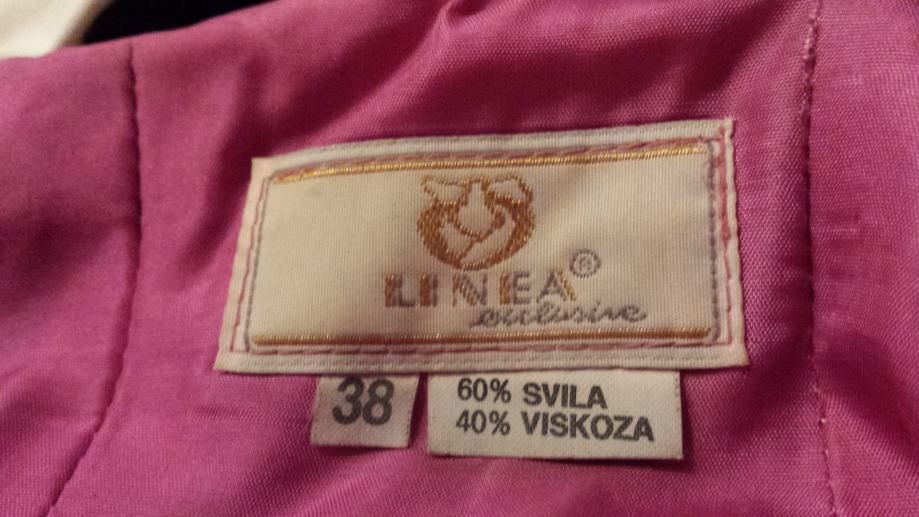 LINEA®
exclusive
38
60% SVILA
40% VISKOZA